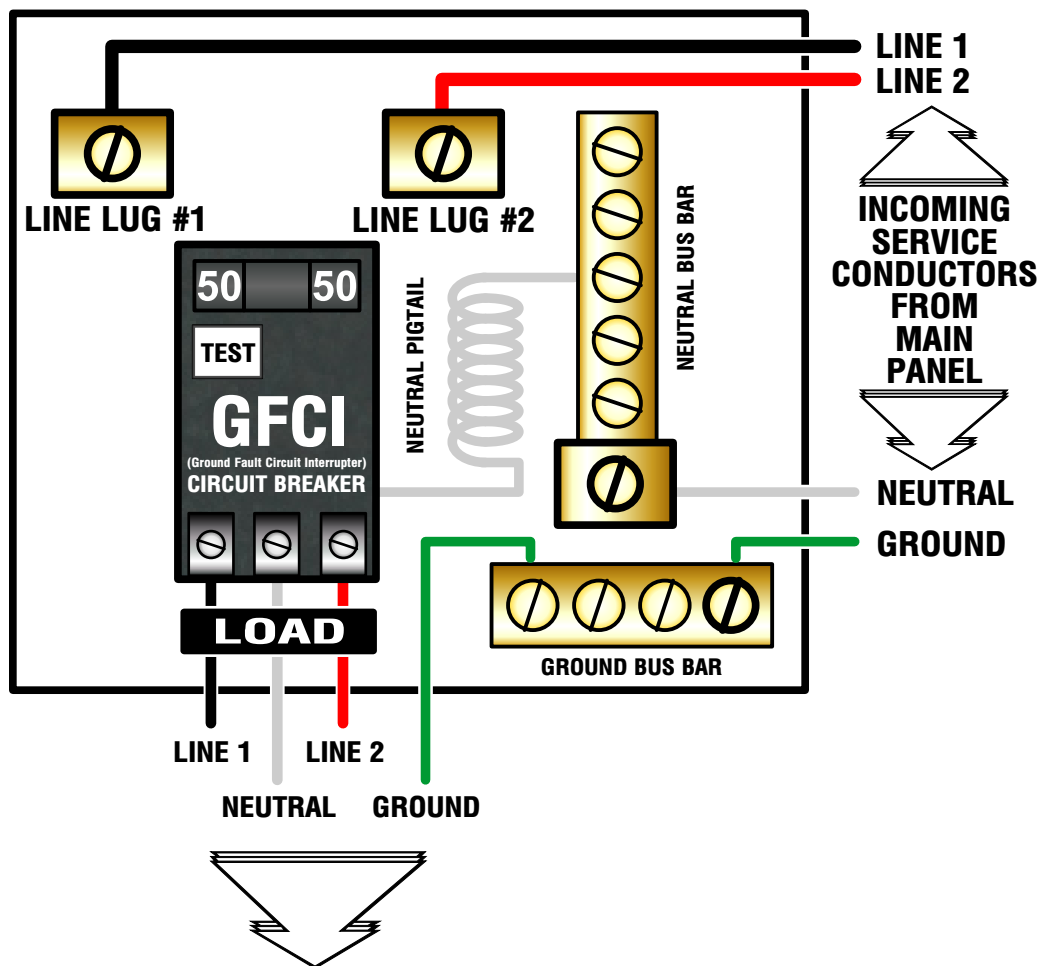 LINE 1
LINE 2
LINE LUG #1
LINE LUG #2
NEUTRAL BUS BAR
INCOMING
SERVICE
CONDUCTORS
FROM
MAIN
PANEL
50
50
TEST
GFCI
(Ground Fault Circuit Interrupter)
CIRCUIT BREAKER
NEUTRAL PIGTAIL
NEUTRAL
GROUND
LOAD
GROUND BUS BAR
LINE 1
LINE 2
NEUTRAL
GROUND